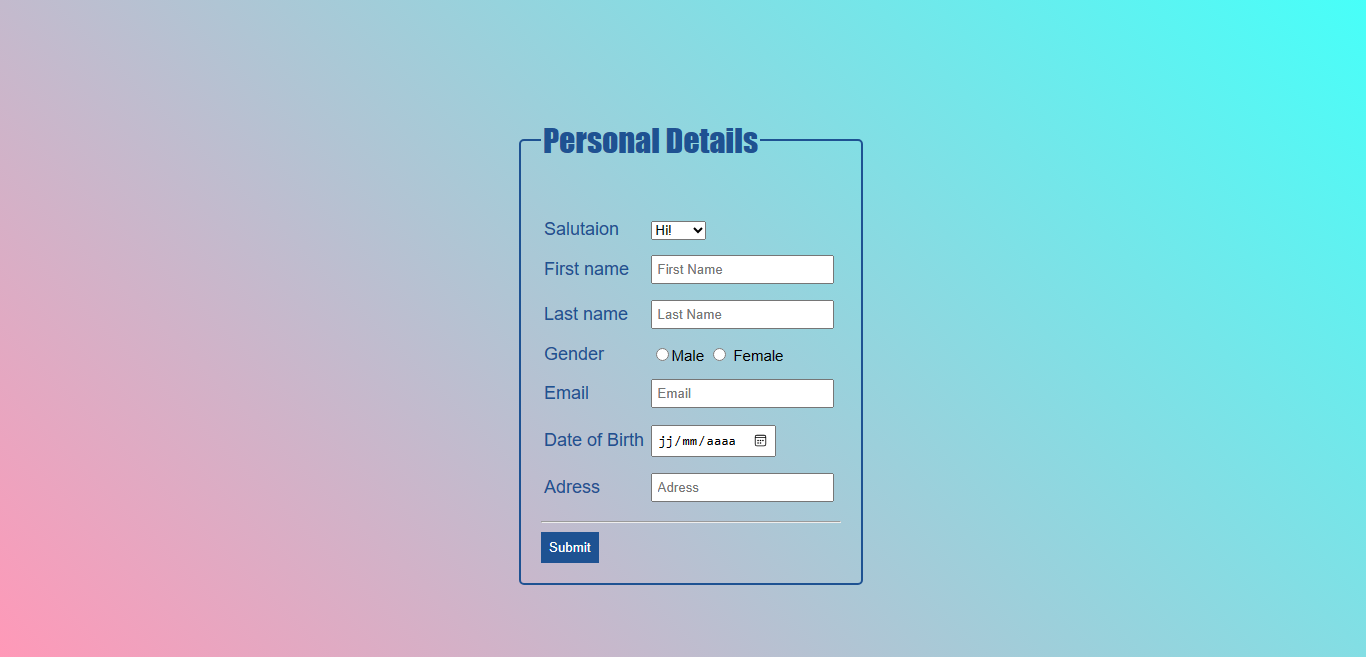 Personal Details
Salutaion Hi!
First name First Name
Last name Last Name
Gender Male Female
Email Email
Date of Birth jj/mm/aaaa
Adress Adress
Submit